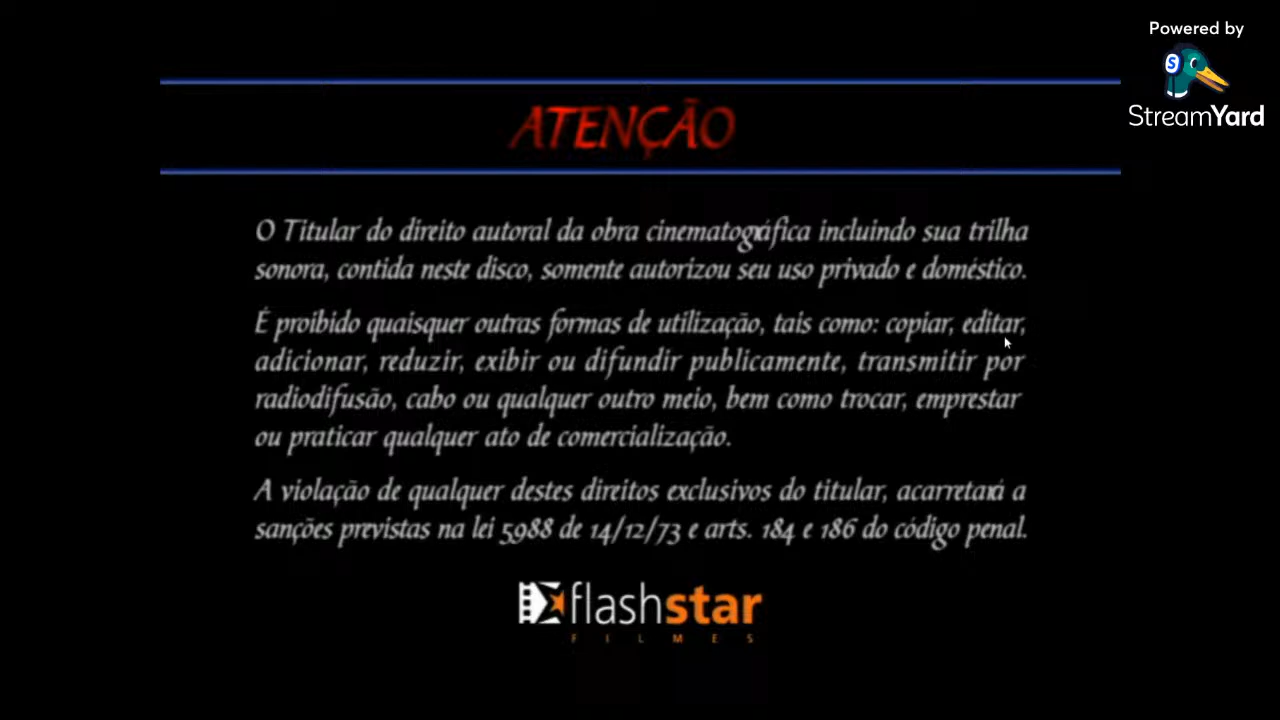 Powered by
StreamYard
ATENÇÃO
O Titular do direito autoral da obra cinematográfica incluindo sua trilha
sonora, contida neste disco, somente autorizou seu uso privado e doméstico.
É proibido quaisquer outras formas de utilização, tais como: copiar, editar,
adicionar, reduzir, exibir ou difundir publicamente, transmitir por
radiodifusão, cabo ou qualquer outro meio, bem como trocar, emprestar
ou praticar qualquer ato de comercialização.
A violação de qualquer destes direitos exclusivos do titular, acarretará a
sanções previstas na lei 5988 de 14/12/73 e arts. 184 e 186 do código penal.
flashstar
FILMES